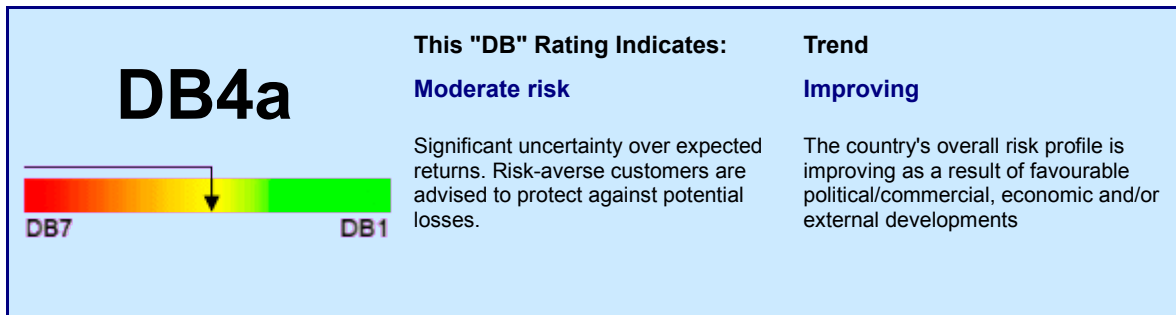 DB4a
DB7
DB1
This "DB" Rating Indicates:
Moderate risk
Significant uncertainty over expected
returns. Risk-averse customers are
advised to protect against potential
losses.
Trend
Improving
The country's overall risk profile is
improving as a result of favourable
political/commercial, economic and/or
external developments